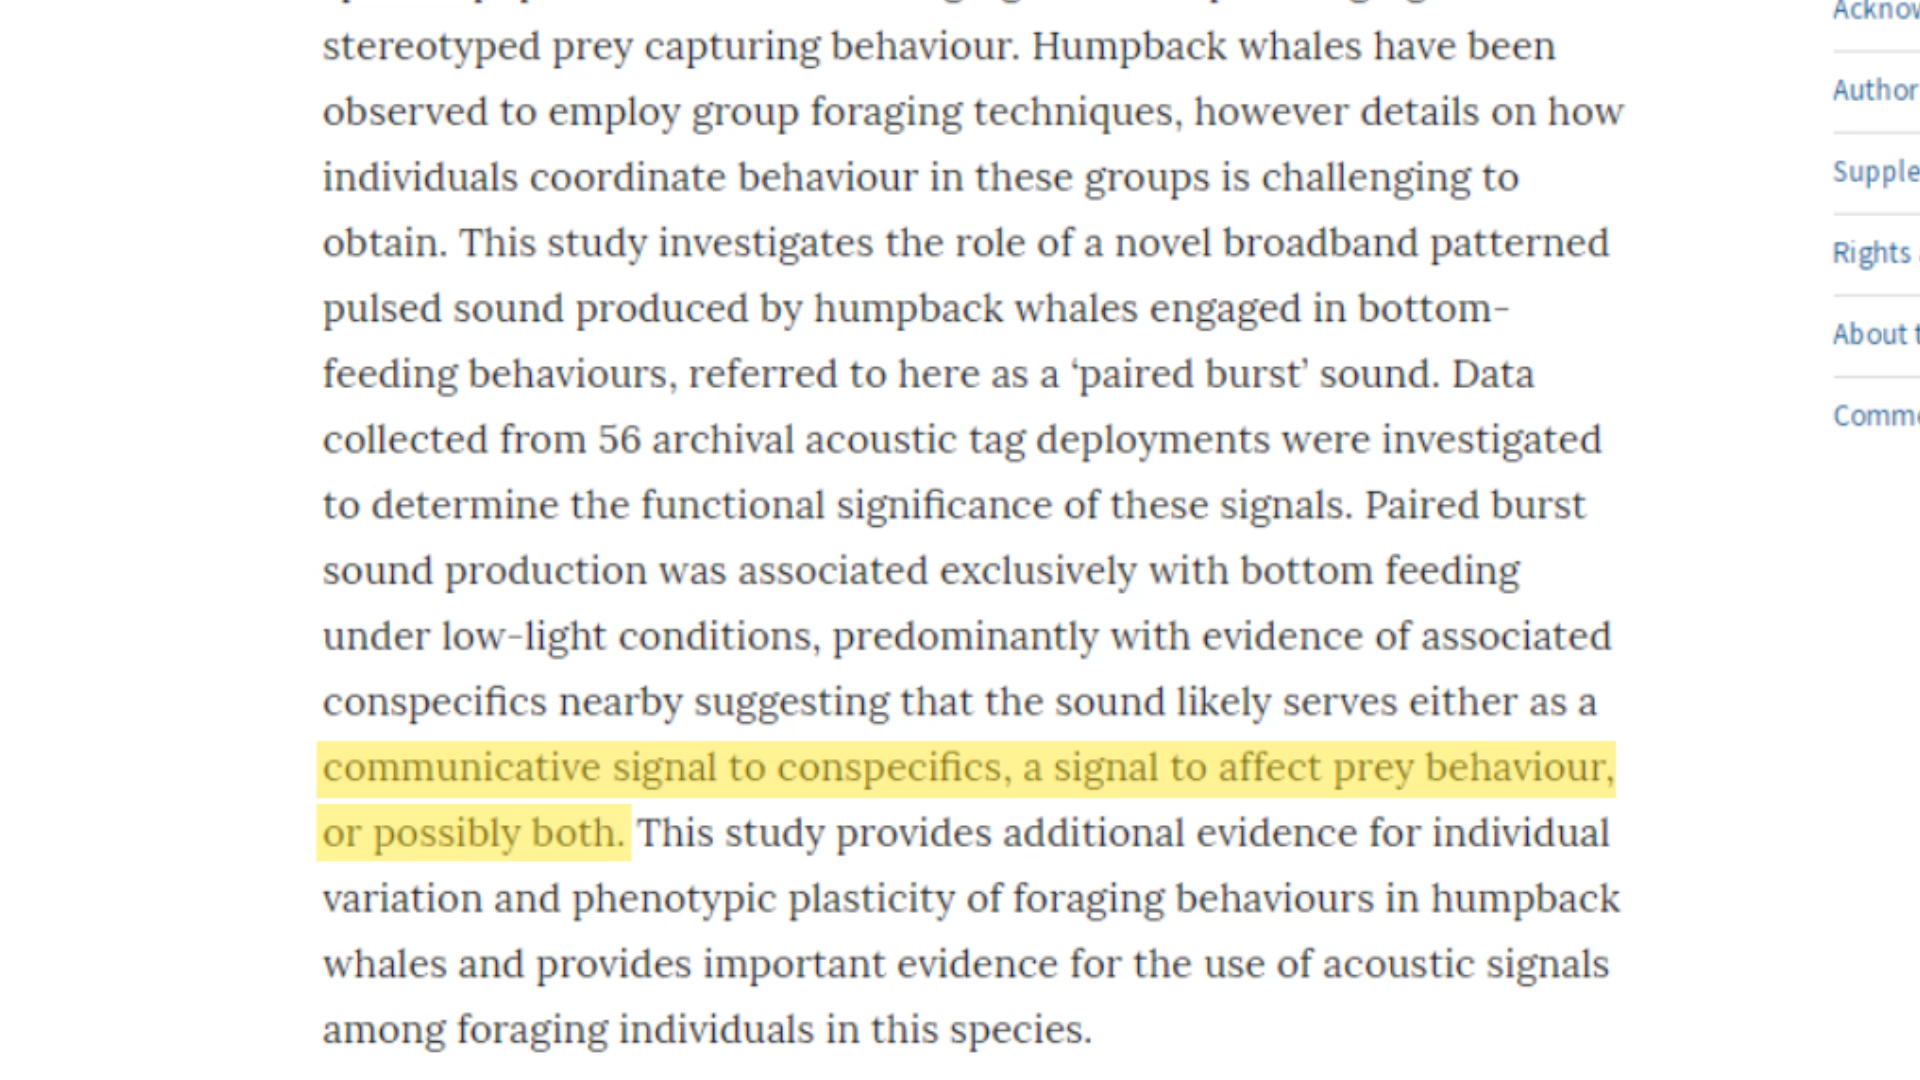 stereotyped prey capturing behaviour. Humpback whales have been
observed to employ group foraging techniques, however details on how
individuals coordinate behaviour in these groups is challenging to
obtain. This study investigates the role of a novel broadband patterned
pulsed sound produced by humpback whales engaged in bottom-
feeding behaviours, referred to here as a ‘paired burst’ sound. Data
collected from 56 archival acoustic tag deployments were investigated
to determine the functional significance of these signals. Paired burst
sound production was associated exclusively with bottom feeding
under low-light conditions, predominantly with evidence of associated
conspecifics nearby suggesting that the sound likely serves either as a
communicative signal to conspecifics, a signal to affect prey behaviour,
or possibly both. This study provides additional evidence for individual
variation and phenotypic plasticity of foraging behaviours in humpback
whales and provides important evidence for the use of acoustic signals
among foraging individuals in this species.
Acknow
Author
Supple
Rights
About t
Comme